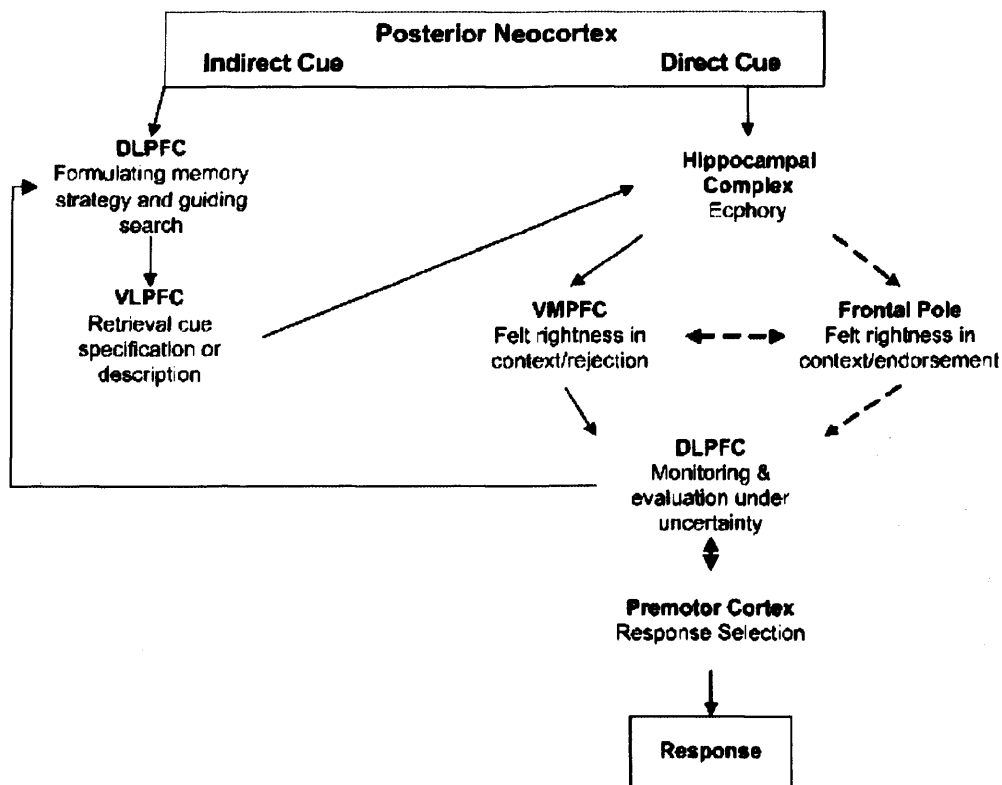 Posterior Neocortex
Indirect Cue Direct Cue
DLPFC
Formulating memory
strategy and guiding
search
Hippocampal
Complex
Ecphory
VLPFC
Retrieval cue
specification or
description
VMPFC
Felt rightness in
context/rejection
Frontal Pole
Felt rightness in
context/endorsement
DLPFC
Monitoring &
evaluation under
uncertainty
Premotor Cortex
Response Selection
Response